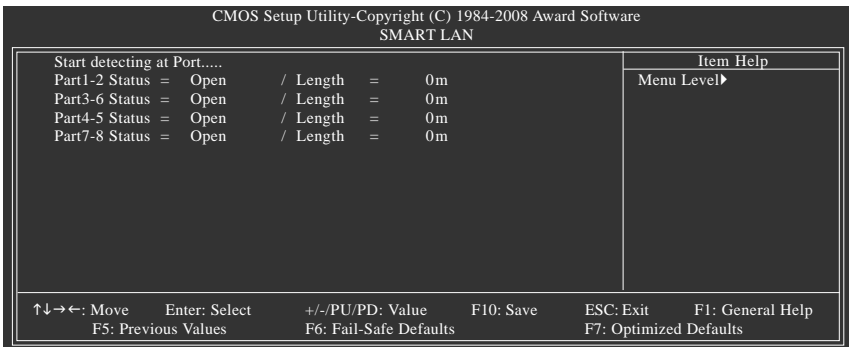 CMOS Setup Utility-Copyright (C) 1984-2008 Award Software
SMART LAN
Start detecting at Port.....
Part1-2 Status = Open / Length = 0m
Part3-6 Status = Open / Length = 0m
Part4-5 Status = Open / Length = 0m
Part7-8 Status = Open / Length = 0m
Item Help
Menu Level▶
↑↓→←: Move Enter: Select +/-/PU/PD: Value F10: Save ESC: Exit F1: General Help
F5: Previous Values F6: Fail-Safe Defaults F7: Optimized Defaults